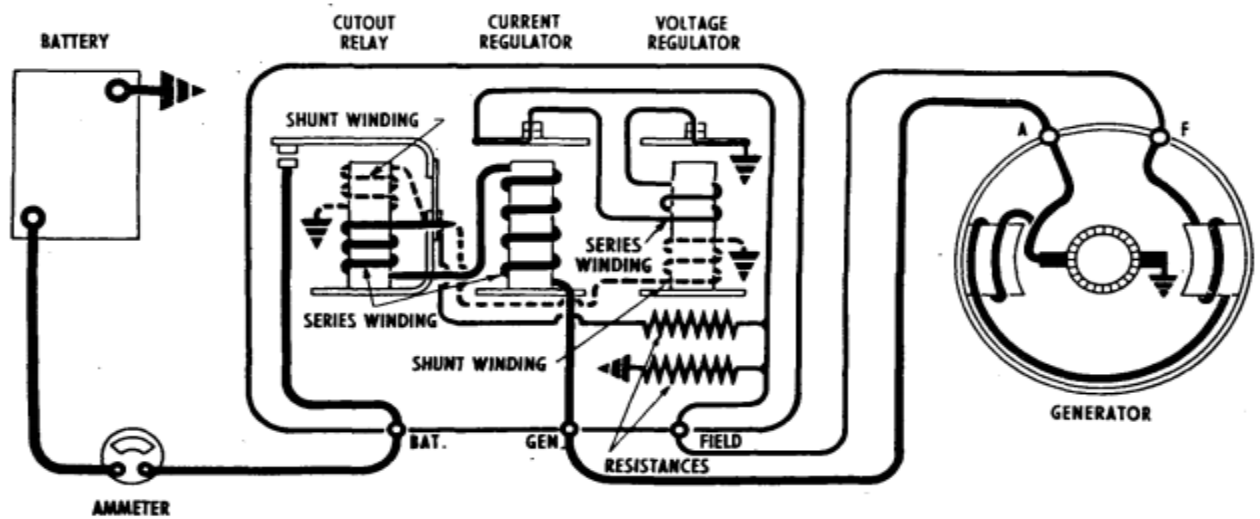 BATTERY
CUTOUT
RELAY
CURRENT
REGULATOR
VOLTAGE
REGULATOR
SHUNT WINDING
A
F
SERIES
WINDING
SERIES WINDING
SHUNT WINDING
GENERATOR
BAT.
GEN.
FIELD
RESISTANCES
AMMETER